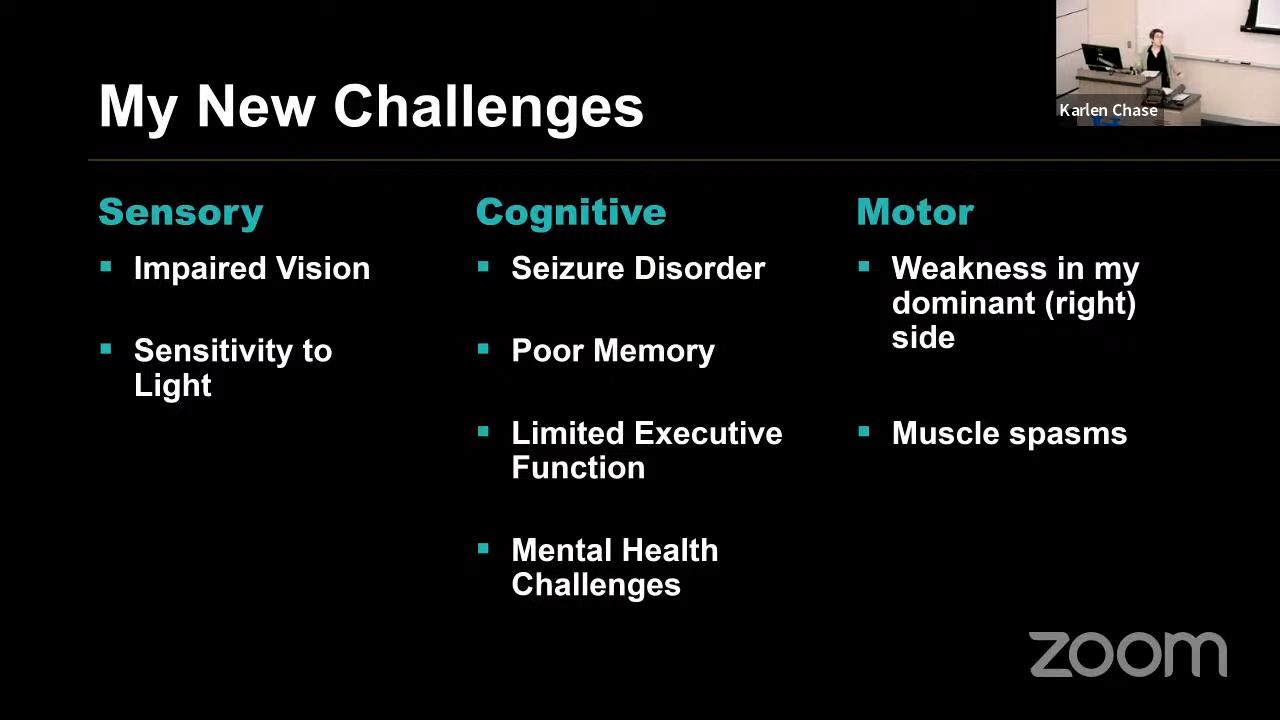 My New Challenges
Karlen Chase
Sensory
Impaired Vision
Sensitivity to
Light
Cognitive
Seizure Disorder
Poor Memory
Limited Executive
Function
Mental Health
Challenges
Motor
Weakness in my
dominant (right)
side
Muscle spasms
zoom